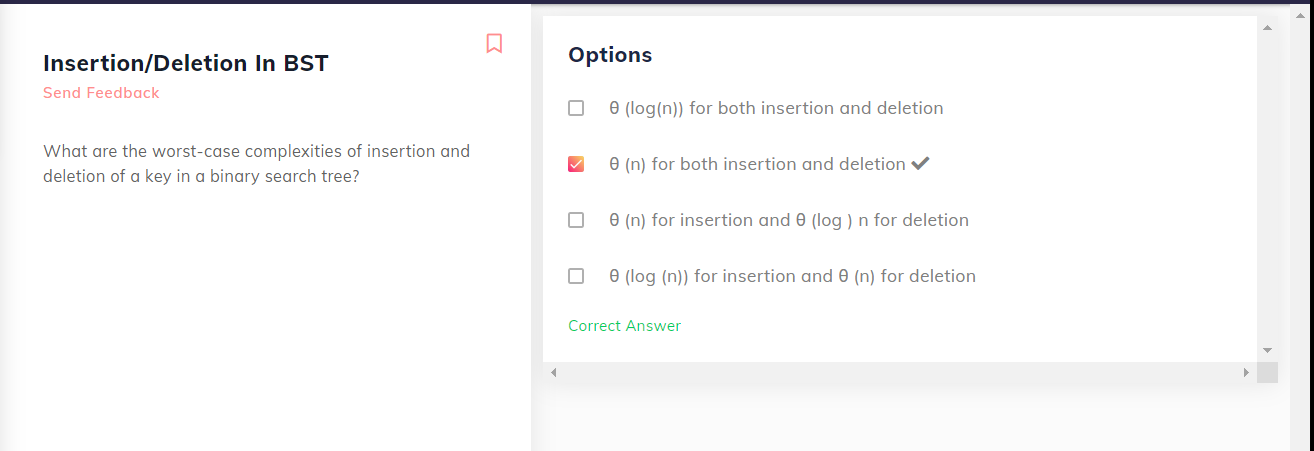 Insertion/Deletion In BST
Send Feedback
What are the worst-case complexities of insertion and
deletion of a key in a binary search tree?
Options
θ (log(n)) for both insertion and deletion
θ (n) for both insertion and deletion
θ (n) for insertion and θ (log ) n for deletion
θ (log (n)) for insertion and θ (n) for deletion
Correct Answer